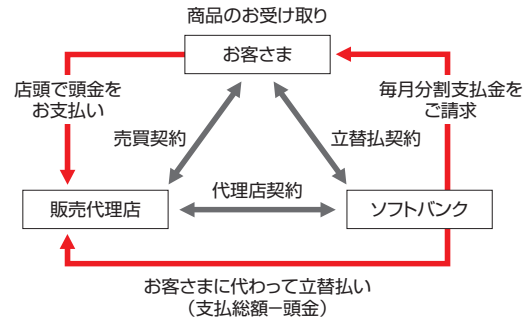 商品のお受け取り
お客さま
店頭で頭金を
お支払い
毎月分割支払金を
ご請求
売買契約
立替払契約
代理店契約
販売代理店
ソフトバンク
お客さまに代わって立替払い
（支払総額−頭金）